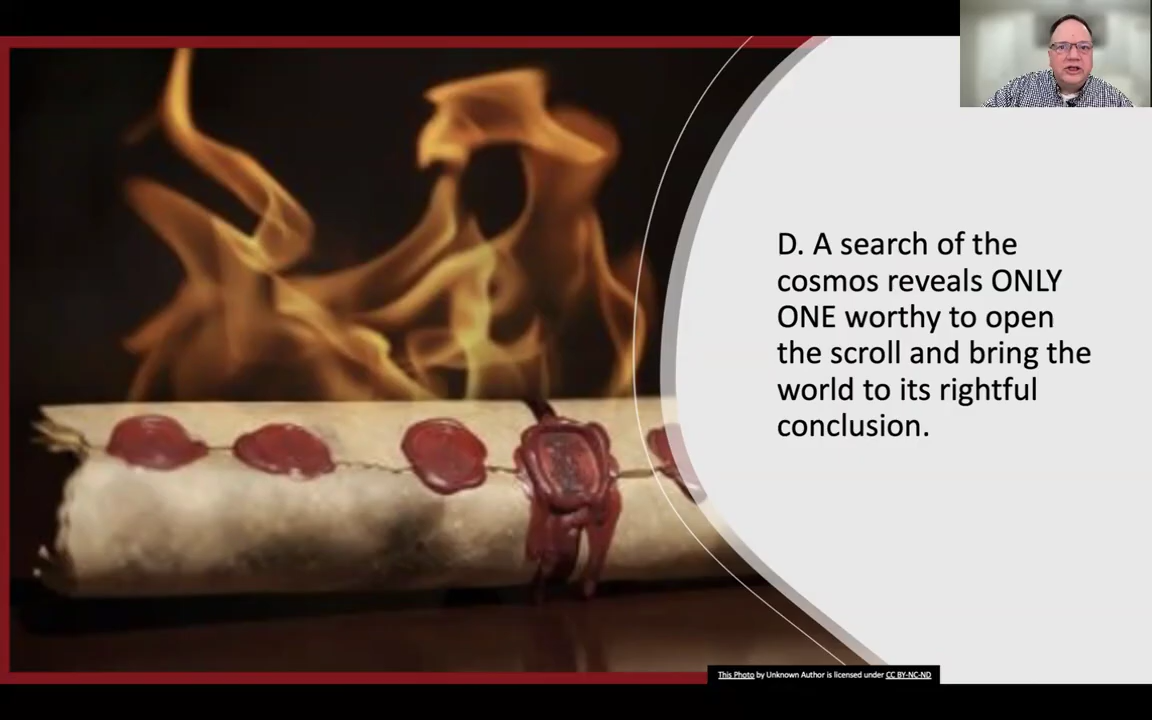 D. A search of the
cosmos reveals ONLY
ONE worthy to open
the scroll and bring the
world to its rightful
conclusion.
This Photo by Unknown Author is licensed under CC BY-NC-ND